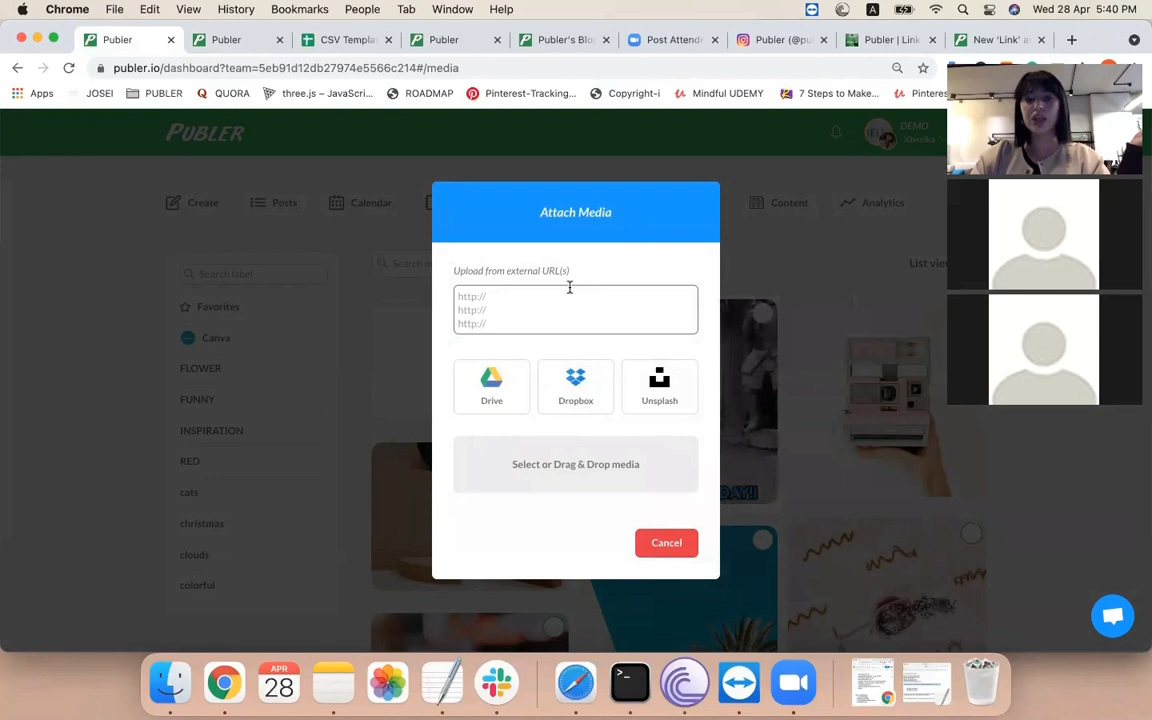 Chrome File Edit View History Bookmarks People Tab Window Help A Wed 28 Apr 5:40 PM
Publer Publer CSV Templa Publer Publer's Blo Post Attende Publer (@pu Publer | Link New 'Link' a
publer.io/dashboard?team=5eb91d12db27974e5566c214#/media
Apps JOSEI PUBLER QUORA three.js – JavaScri... ROADMAP Pinterest-Tracking... Copyright-i Mindful UDEMY 7 Steps to Make... Pinteres
PUBLER
DEMO
Xhesika
Create Posts Calendar Content Analytics
Attach Media
Search label
Search
List view
Favorites
Canva
FLOWER
FUNNY
INSPIRATION
RED
cats
christmas
clouds
colorful
Upload from external URL(s)
http://
http://
http://
Drive Dropbox Unsplash
Select or Drag & Drop media
Cancel
APR
28